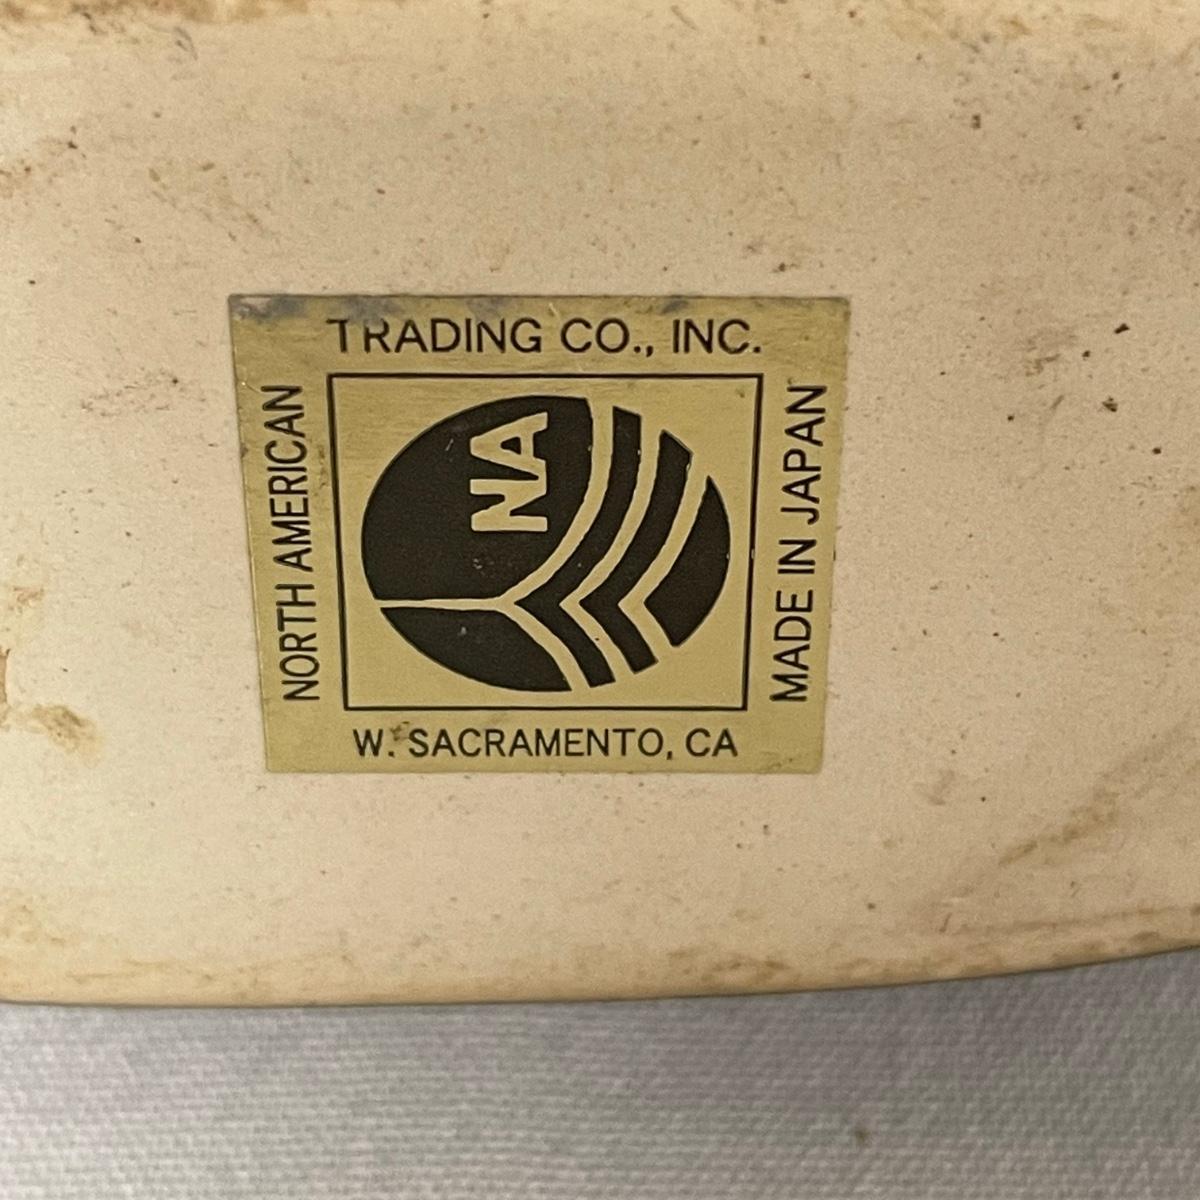 NORTH AMERICAN
TRADING CO., INC.
NA
MADE IN JAPAN
W. SACRAMENTO, CA